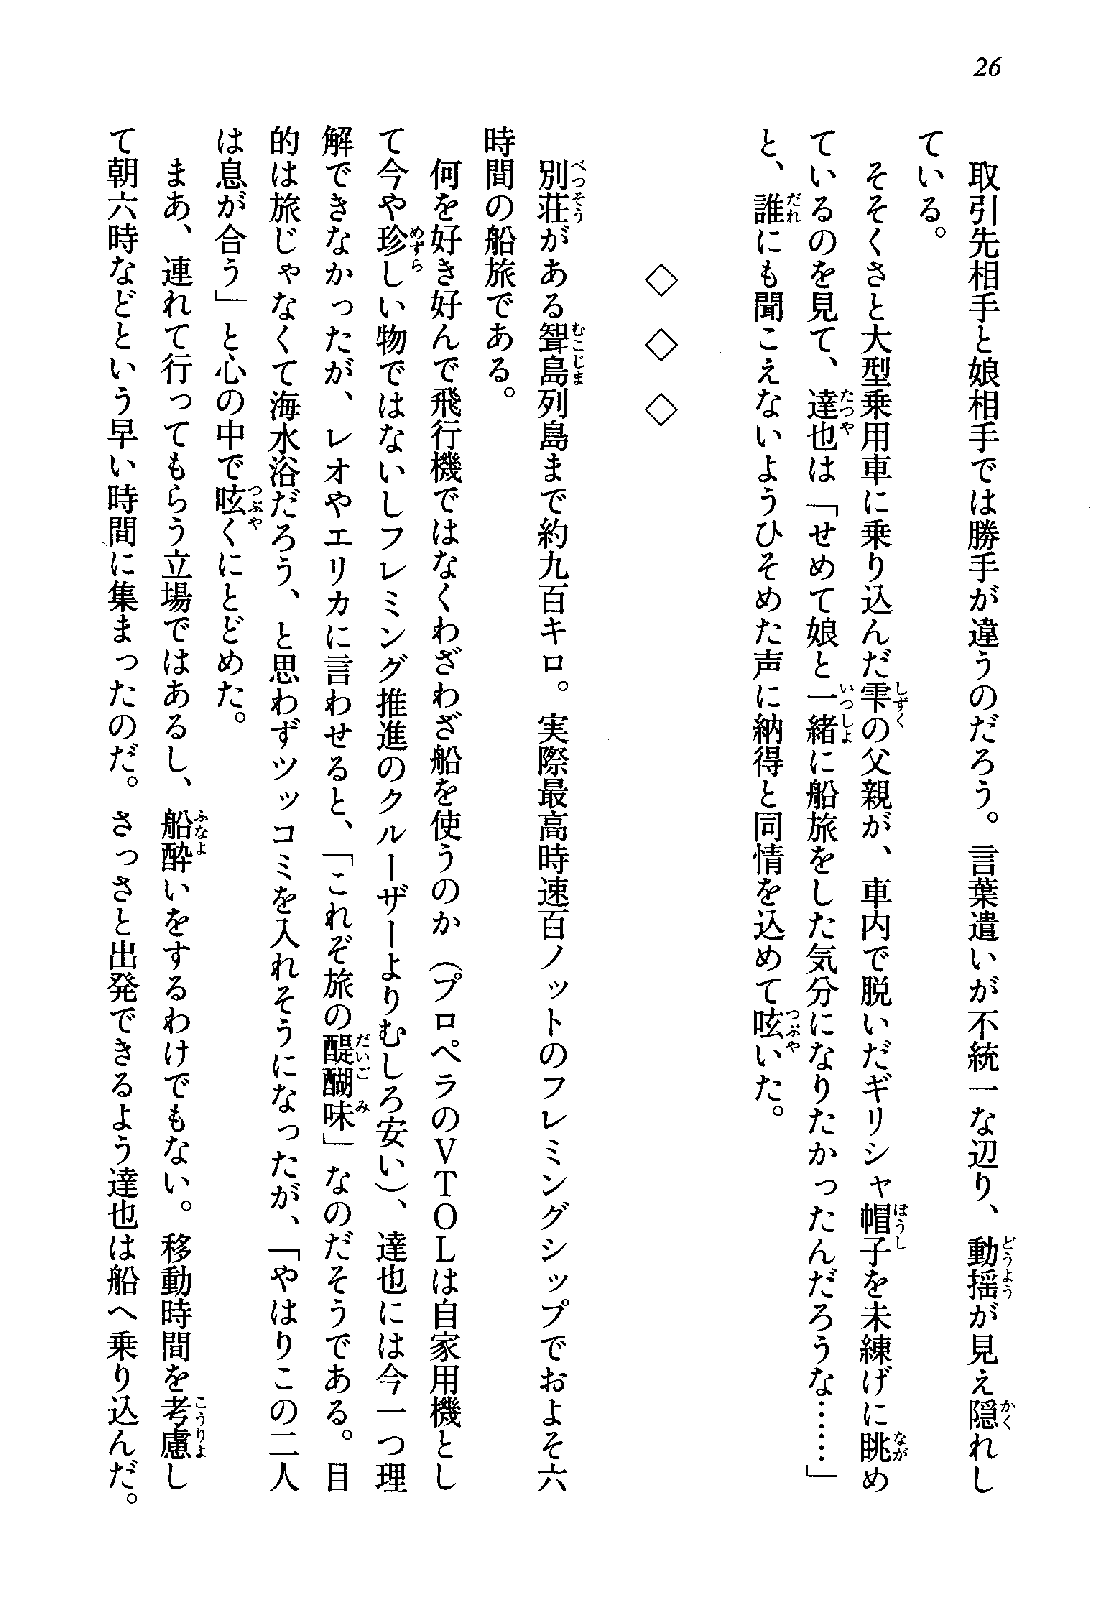 26
取引先相手と娘相手では勝手が違うのだろう。言葉遣いが不統一な辺り、動揺が見え隠れし
ている。
そそくさと大型乗用車に乗り込んだ雫の父親が、車内で脱いだギリシャ帽子を未練げに眺め
ているのを見て、達也は「せめて娘と一緒に船旅をした気分になりたかったんだろうな……」
と、誰にも聞こえないようひそめた声に納得と同情を込めて呟いた。
◇ ◇ ◇
別荘がある聟島列島まで約九百キロ。実際最高時速百ノットのフレミングシップでおよそ六
時間の船旅である。
何を好き好んで飛行機ではなくわざわざ船を使うのか（プロペラのVTOLは自家用機とし
て今や珍しい物ではないしフレミング推進のクルーザーよりむしろ安い）、達也には今一つ理
解できなかったが、レオやエリカに言わせると、「これぞ旅の醍醐味」なのだそうである。目
的は旅じゃなくて海水浴だろう、と思わずツッコミを入れそうになったが、「やはりこの二人
は息が合う」と心の中で呟くにとどめた。
まあ、連れて行ってもらう立場ではあるし、船酔いをするわけでもない。移動時間を考慮し
て朝六時などという早い時間に集まったのだ。さっさと出発できるよう達也は船へ乗り込んだ。